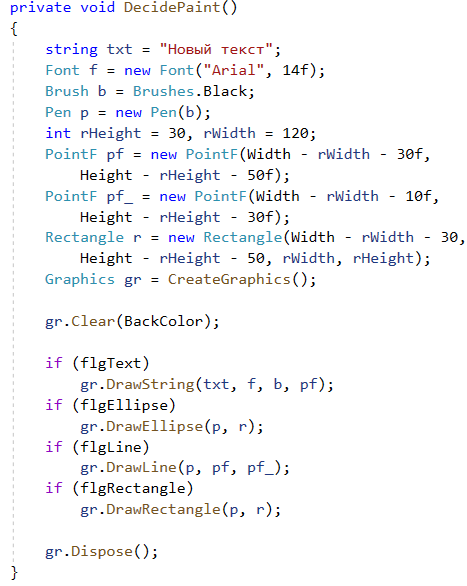 private void DecidePaint()
{
    string txt = "Новый текст";
    Font f = new Font("Arial", 14f);
    Brush b = Brushes.Black;
    Pen p = new Pen(b);
    int rHeight = 30, rWidth = 120;
    PointF pf = new PointF(Width - rWidth - 30f,
        Height - rHeight - 50f);
    PointF pf_ = new PointF(Width - rWidth - 10f,
        Height - rHeight - 30f);
    Rectangle r = new Rectangle(Width - rWidth - 30,
        Height - rHeight - 50, rWidth, rHeight);
    Graphics gr = CreateGraphics();

    gr.Clear(BackColor);

    if (flgText)
        gr.DrawString(txt, f, b, pf);
    if (flgEllipse)
        gr.DrawEllipse(p, r);
    if (flgLine)
        gr.DrawLine(p, pf, pf_);
    if (flgRectangle)
        gr.DrawRectangle(p, r);

    gr.Dispose();
}